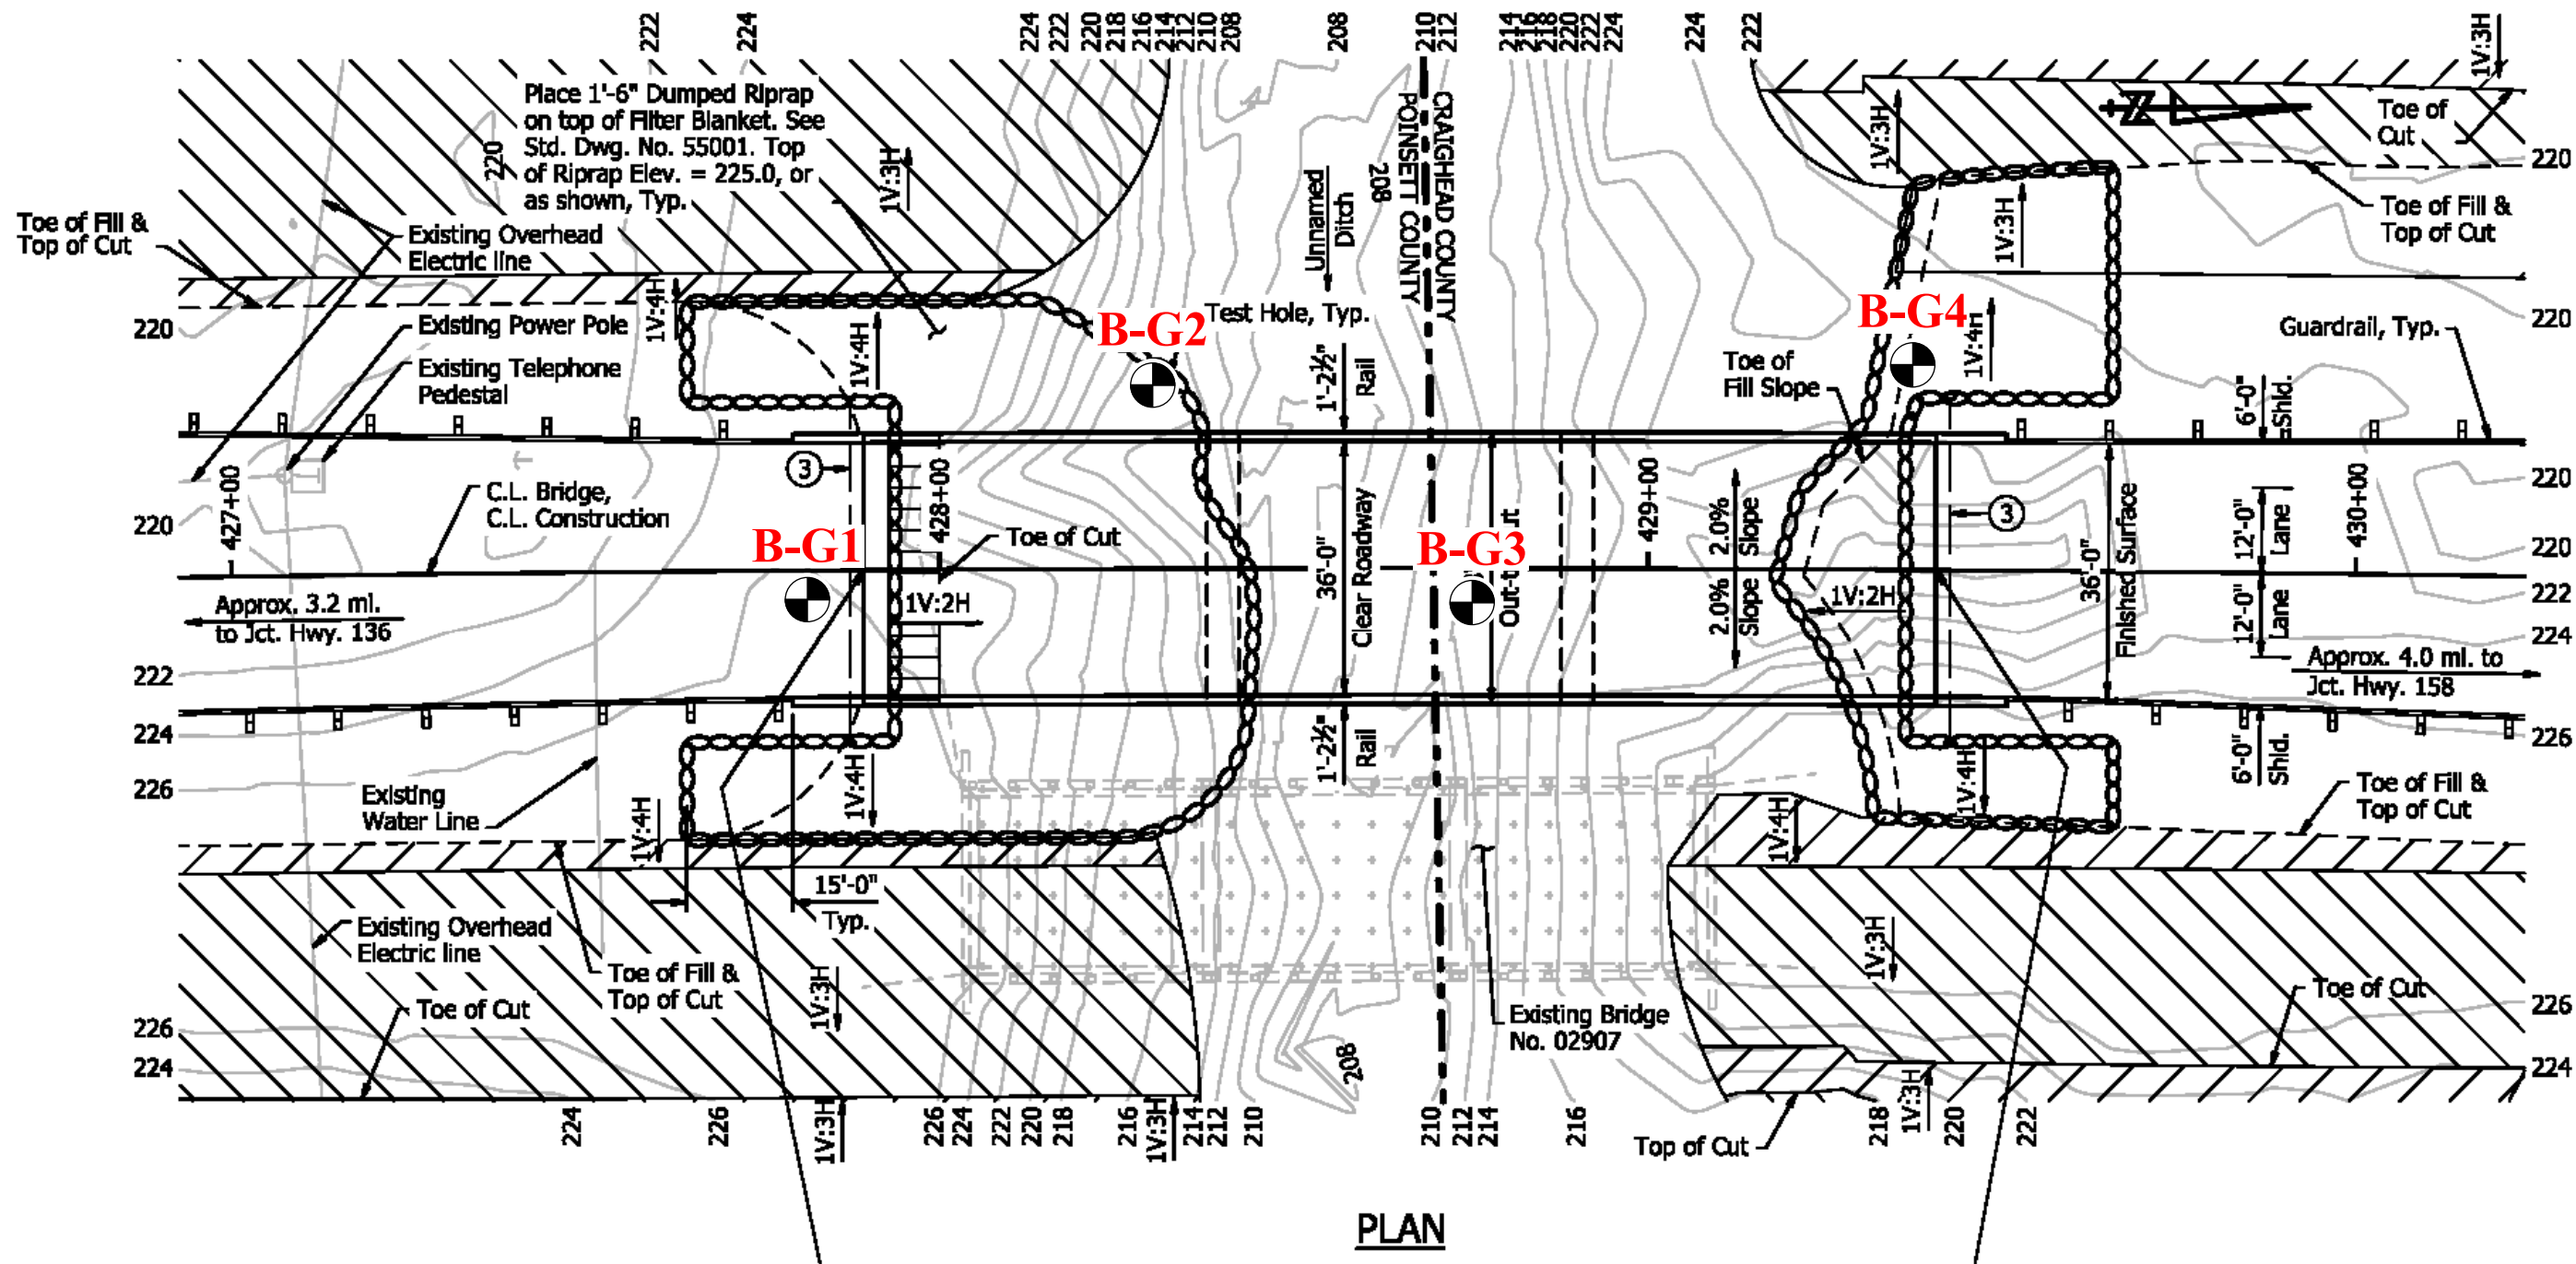 222
224
224
222
220
218
216
214
212
210
208
208
210
212
214
216
218
220
222
224
224
222
1V:3H
Place 1'-6" Dumped Riprap
on top of Filter Blanket. See
Std. Dwg. No. 55001. Top
of Riprap Elev. = 225.0, or
as shown, Typ.
220
1V:3H
Unnamed
Ditch
208
POINSETT COUNTY
CRAIGHEAD COUNTY
1V:3H
N
Toe of
Cut
220
Toe of Fill &
Top of Cut
Existing Overhead
Electric line
1V:3H
Toe of Fill &
Top of Cut
220
Existing Power Pole
Existing Telephone
Pedestal
1V:4H
1V:4H
B-G2
Test Hole, Typ.
1'-2½"
Rail
B-G4
1V:4H
Toe of
Fill Slope
Guardrail, Typ.
220
6'-0"
Shld.
427+00
C.L. Bridge,
C.L. Construction
3
428+00
Toe of Cut
220
B-G1
36'-0"
Clear Roadway
B-G3
Out-t
ut
429+00
2.0%
Slope
2.0%
Slope
3
36'-0"
Finished Surface
12'-0"
Lane
12'-0"
Lane
430+00
220
220
222
224
Approx. 3.2 mi.
to Jct. Hwy. 136
1V:2H
1V:2H
Approx. 4.0 mi. to
Jct. Hwy. 158
222
224
226
Existing
Water Line
1V:4H
1V:4H
1'-2½"
Rail
1V:4H
1V:4H
6'-0"
Shld.
226
Toe of Fill &
Top of Cut
15'-0"
Typ.
Existing Overhead
Electric line
Toe of Fill &
Top of Cut
Toe of Cut
1V:3H
Existing Bridge
No. 02907
1V:3H
Toe of Cut
226
224
226
224
208
224
226
1V:3H
226
224
222
220
218
216
1V:3H
214
212
210
210
212
214
216
Top of Cut
218
1V:3H
220
222
PLAN